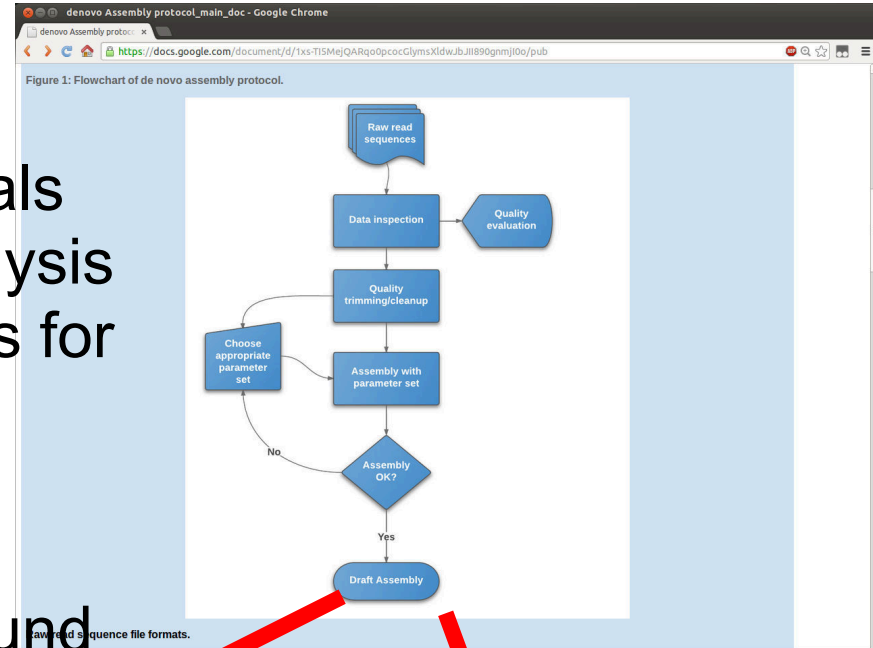 denovo Assembly protocol_main_doc - Google Chrome
denovo Assembly protoc
https://docs.google.com/document/d/1xs-TI5MejQARqo0pcocGlymsXldwJbJII890gnmjI0o/pub
Figure 1: Flowchart of de novo assembly protocol.
Raw read
sequences
als
Data inspection
Quality
evaluation
ysis
Quality
trimming/cleanup
s for
Choose
appropriate
parameter
set
Assembly with
parameter set
No
Assembly
OK?
Yes
Draft Assembly
und
read sequence file formats.